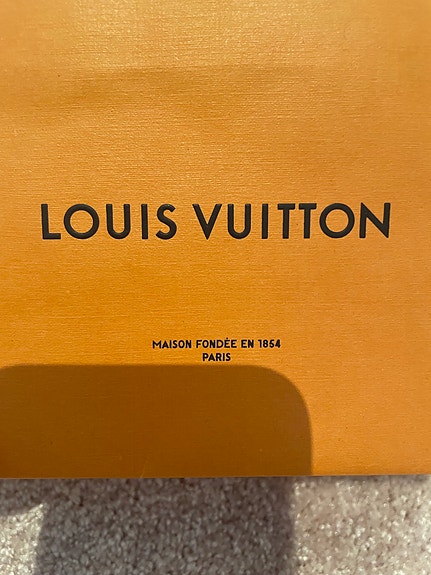 LOUIS VUITTON
MAISON FONDÉE EN 1854
PARIS